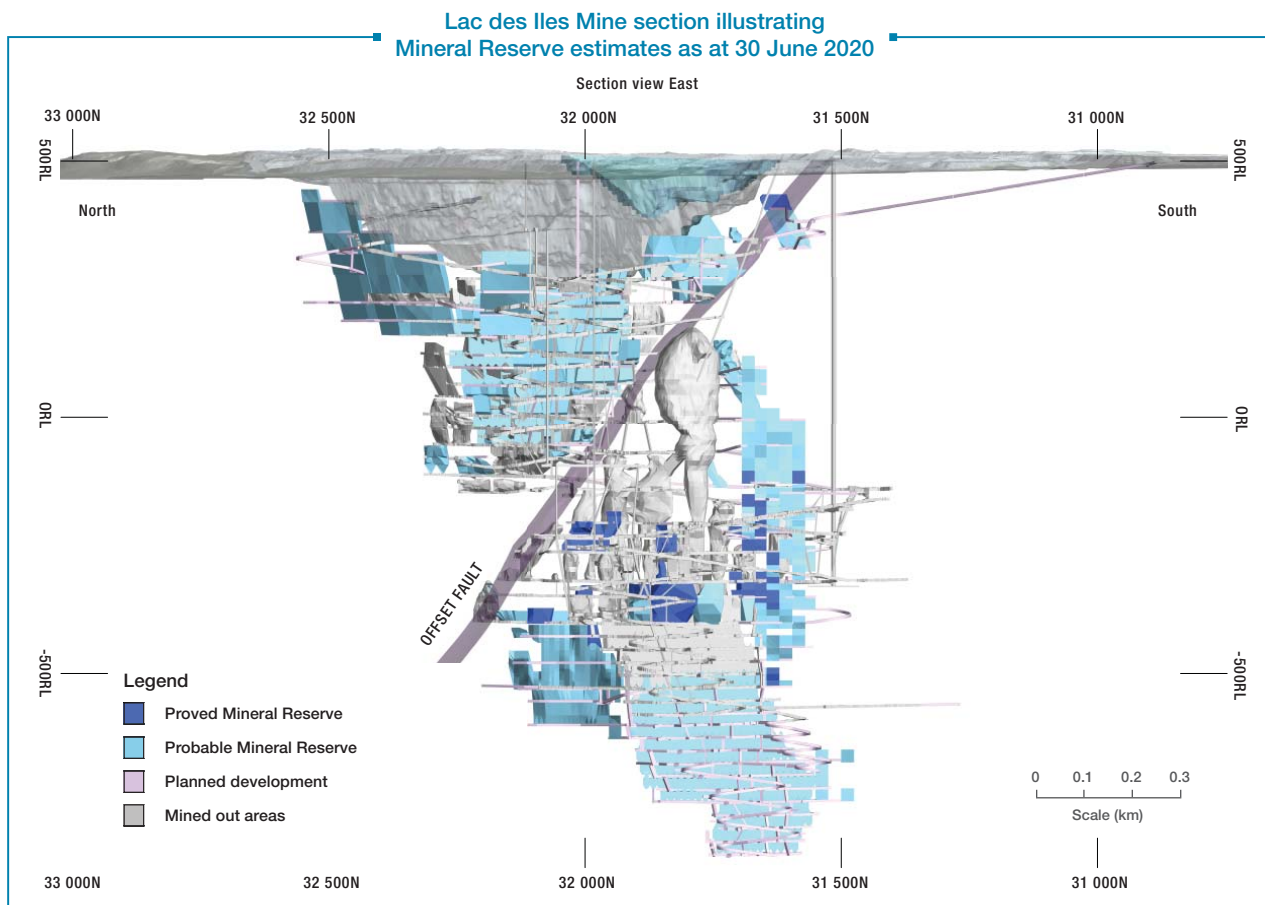 Lac des Iles Mine section illustrating
Mineral Reserve estimates as at 30 June 2020
Section view East
33 000N
32 500N
32 000N
31 500N
31 000N
500RL
500RL
North
South
0RL
0RL
OFFSET FAULT
-500RL
-500RL
Legend
Proved Mineral Reserve
Probable Mineral Reserve
Planned development
Mined out areas
0 0.1 0.2 0.3
Scale (km)
33 000N
32 500N
32 000N
31 500N
31 000N